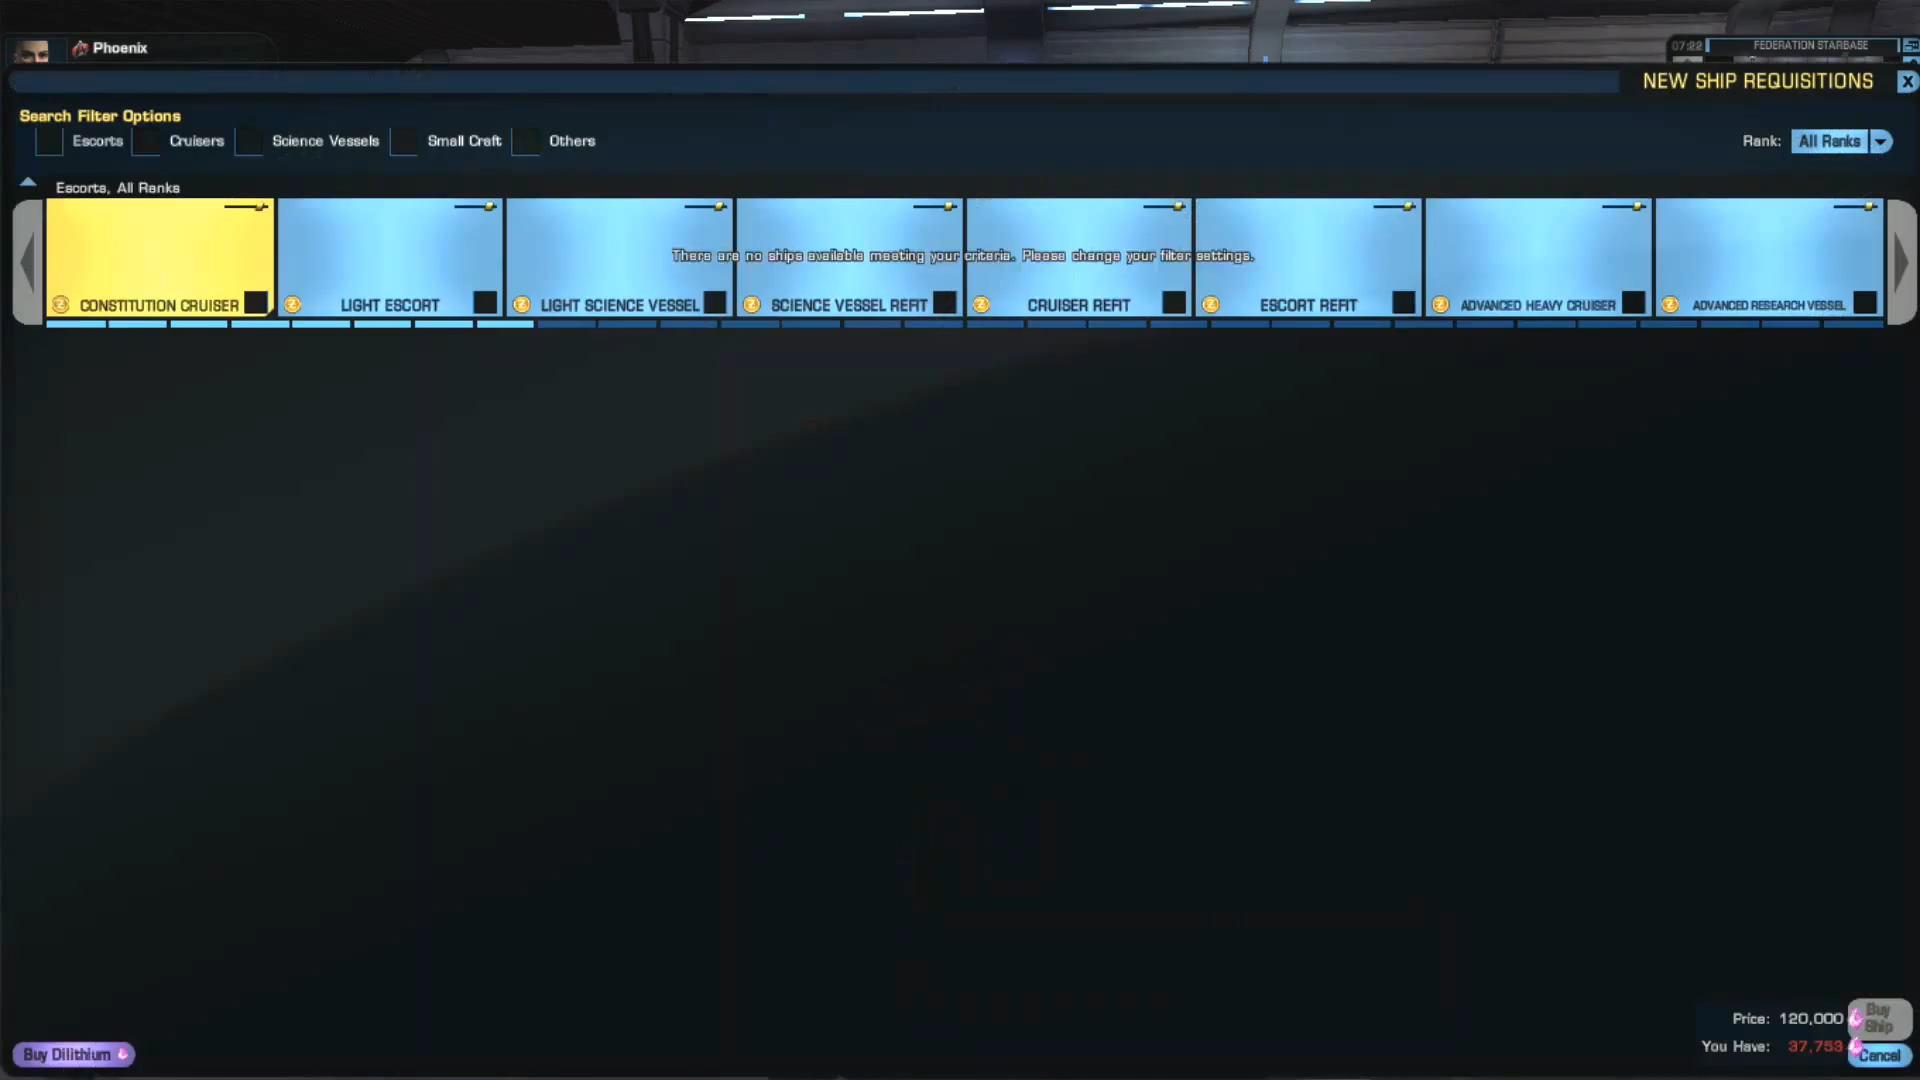 Phoenix
07:22 FEDERATION STARBASE
NEW SHIP REQUISITIONS X
Search Filter Options
Escorts Cruisers Science Vessels Small Craft Others
Rank: All Ranks
Escorts, All Ranks
There are no ships available meeting your criteria. Please change your filter settings.
CONSTITUTION CRUISER LIGHT ESCORT LIGHT SCIENCE VESSEL SCIENCE VESSEL REFIT CRUISER REFIT ESCORT REFIT ADVANCED HEAVY CRUISER ADVANCED RESEARCH VESSEL
Price: 120,000
Buy Ship
You Have: 37,753
Cancel
Buy Dilithium